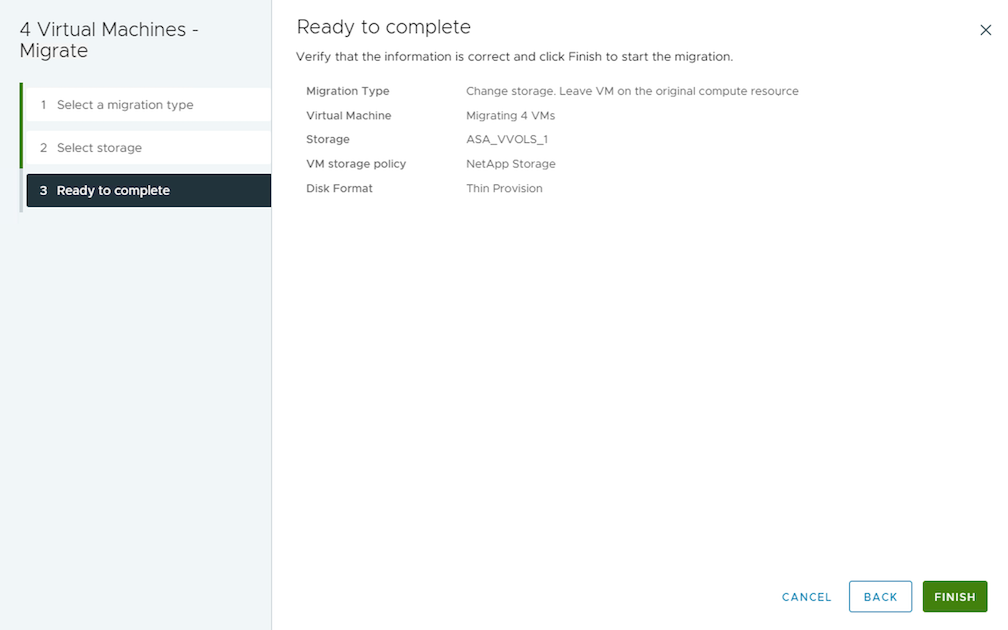 4 Virtual Machines -
Migrate
1 Select a migration type
2 Select storage
3 Ready to complete
Ready to complete
Verify that the information is correct and click Finish to start the migration.
Migration Type Change storage. Leave VM on the original compute resource
Virtual Machine Migrating 4 VMs
Storage ASA_VVOLS_1
VM storage policy NetApp Storage
Disk Format Thin Provision
CANCEL BACK FINISH